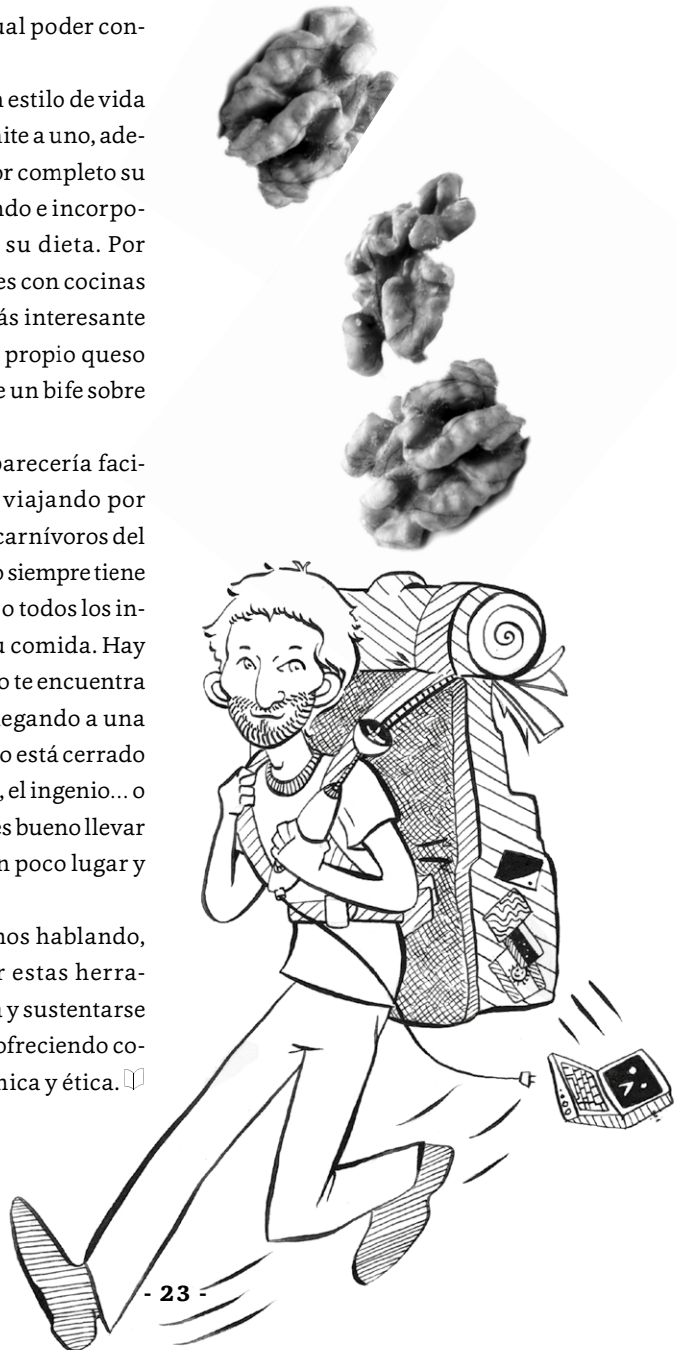 ual poder con-
estilo de vida
mite a uno, ade-
or completo su
ndo e incorpo-
su dieta. Por
es con cocinas
ás interesante
propio queso
e un bife sobre
parecería faci-
viajando por
carnívoros del
o siempre tiene
o todos los in-
u comida. Hay
o te encuentra
legando a una
o está cerrado
, el ingenio... o
es bueno llevar
n poco lugar y
mos hablando,
r estas herra-
n y sustentarse
ofreciendo co-
mica y ética.
- 23 -